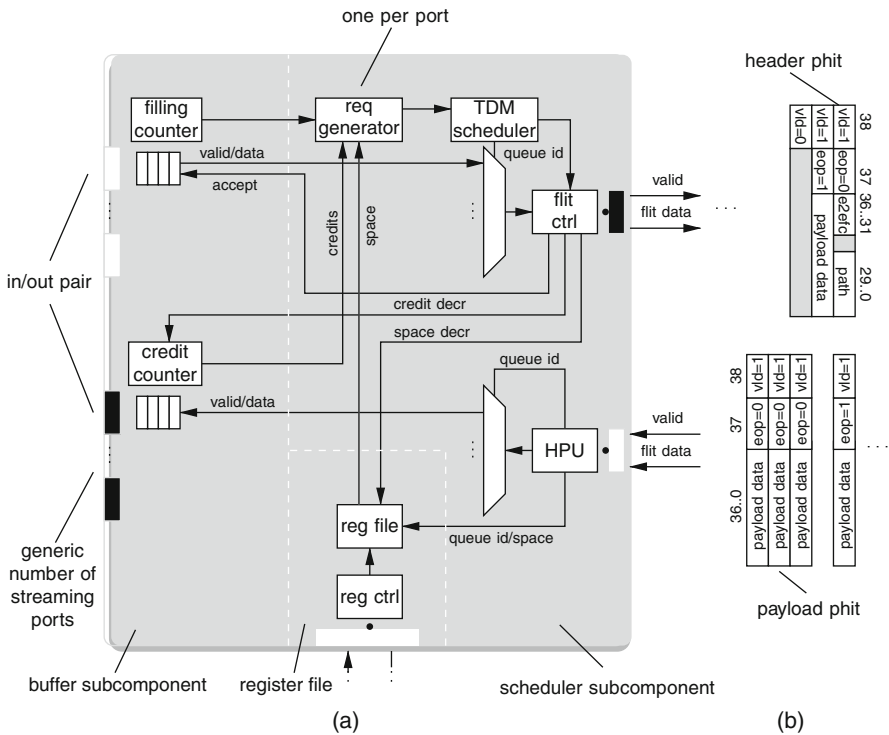 one per port
filling
counter
req
generator
TDM
scheduler
valid/data
accept
queue id
credits
space
flit
ctrl
valid
flit data
. . .
in/out pair
credit decr
space decr
credit
counter
queue id
valid/data
HPU
valid
flit data
reg file
queue id/space
reg ctrl
generic
number of
streaming
ports
buffer subcomponent
register file
scheduler subcomponent
(a)
header phit
vld=0
vld=1
vld=1
38
eop=1
eop=0
37
payload data
e2efc
36..31
path
29..0
38
vld=1
vld=1
vld=1
vld=1
37
eop=0
eop=0
eop=0
eop=1
36..0
payload data
payload data
payload data
payload data
. . .
payload phit
(b)